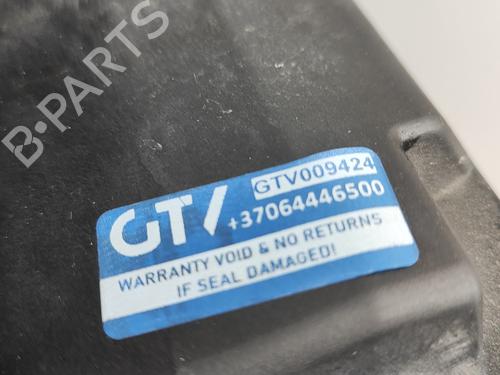 B-PARTS
GTV
GTV009424
+37064446500
WARRANTY VOID & NO RETURNS
IF SEAL DAMAGED!